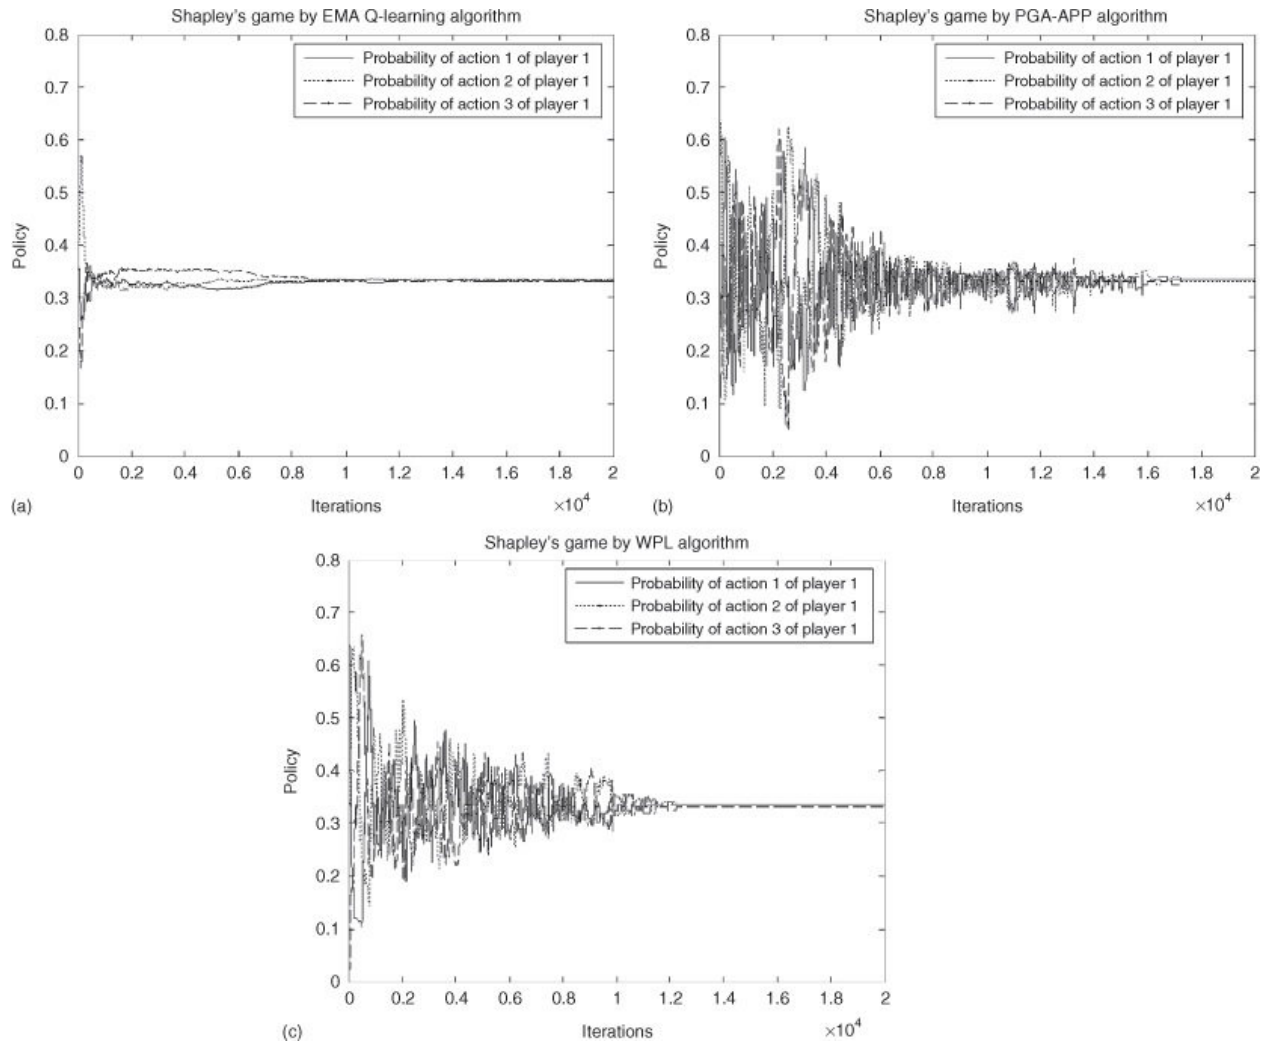 Shapley's game by EMA Q-learning algorithm
0.8
0.7
0.6
0.5
0.4
0.3
0.2
0.1
0
Policy
Probability of action 1 of player 1
Probability of action 2 of player 1
Probability of action 3 of player 1
0 0.2 0.4 0.6 0.8 1 1.2 1.4 1.6 1.8 2
(a)
Iterations
×10⁴
Shapley's game by PGA-APP algorithm
0.8
0.7
0.6
0.5
0.4
0.3
0.2
0.1
0
Policy
Probability of action 1 of player 1
Probability of action 2 of player 1
Probability of action 3 of player 1
0 0.2 0.4 0.6 0.8 1 1.2 1.4 1.6 1.8 2
(b)
Iterations
×10⁴
Shapley's game by WPL algorithm
0.8
0.7
0.6
0.5
0.4
0.3
0.2
0.1
0
Policy
Probability of action 1 of player 1
Probability of action 2 of player 1
Probability of action 3 of player 1
0 0.2 0.4 0.6 0.8 1 1.2 1.4 1.6 1.8 2
(c)
Iterations
×10⁴